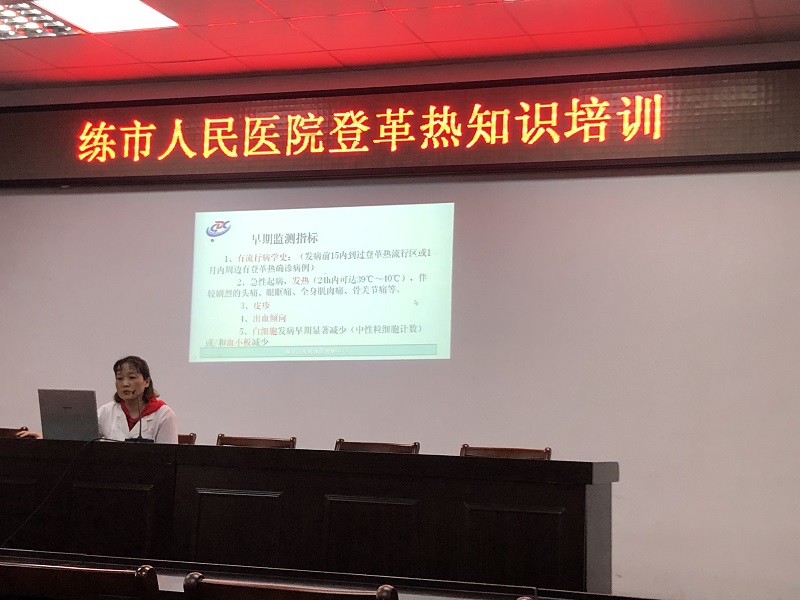 练市人民医院登革热知识培训
CDC
早期监测指标
1、有流行病学史：（发病前15内到过登革热流行区或1
月内周边有登革热确诊病例）
2、急性起病，发热（24h内可达39℃～40℃），伴
较剧烈的头痛、眼眶痛、全身肌肉痛、骨关节痛等。
3、皮疹
4、出血倾向
5、白细胞发病早期显著减少（中性粒细胞计数）
或/和血小板减少